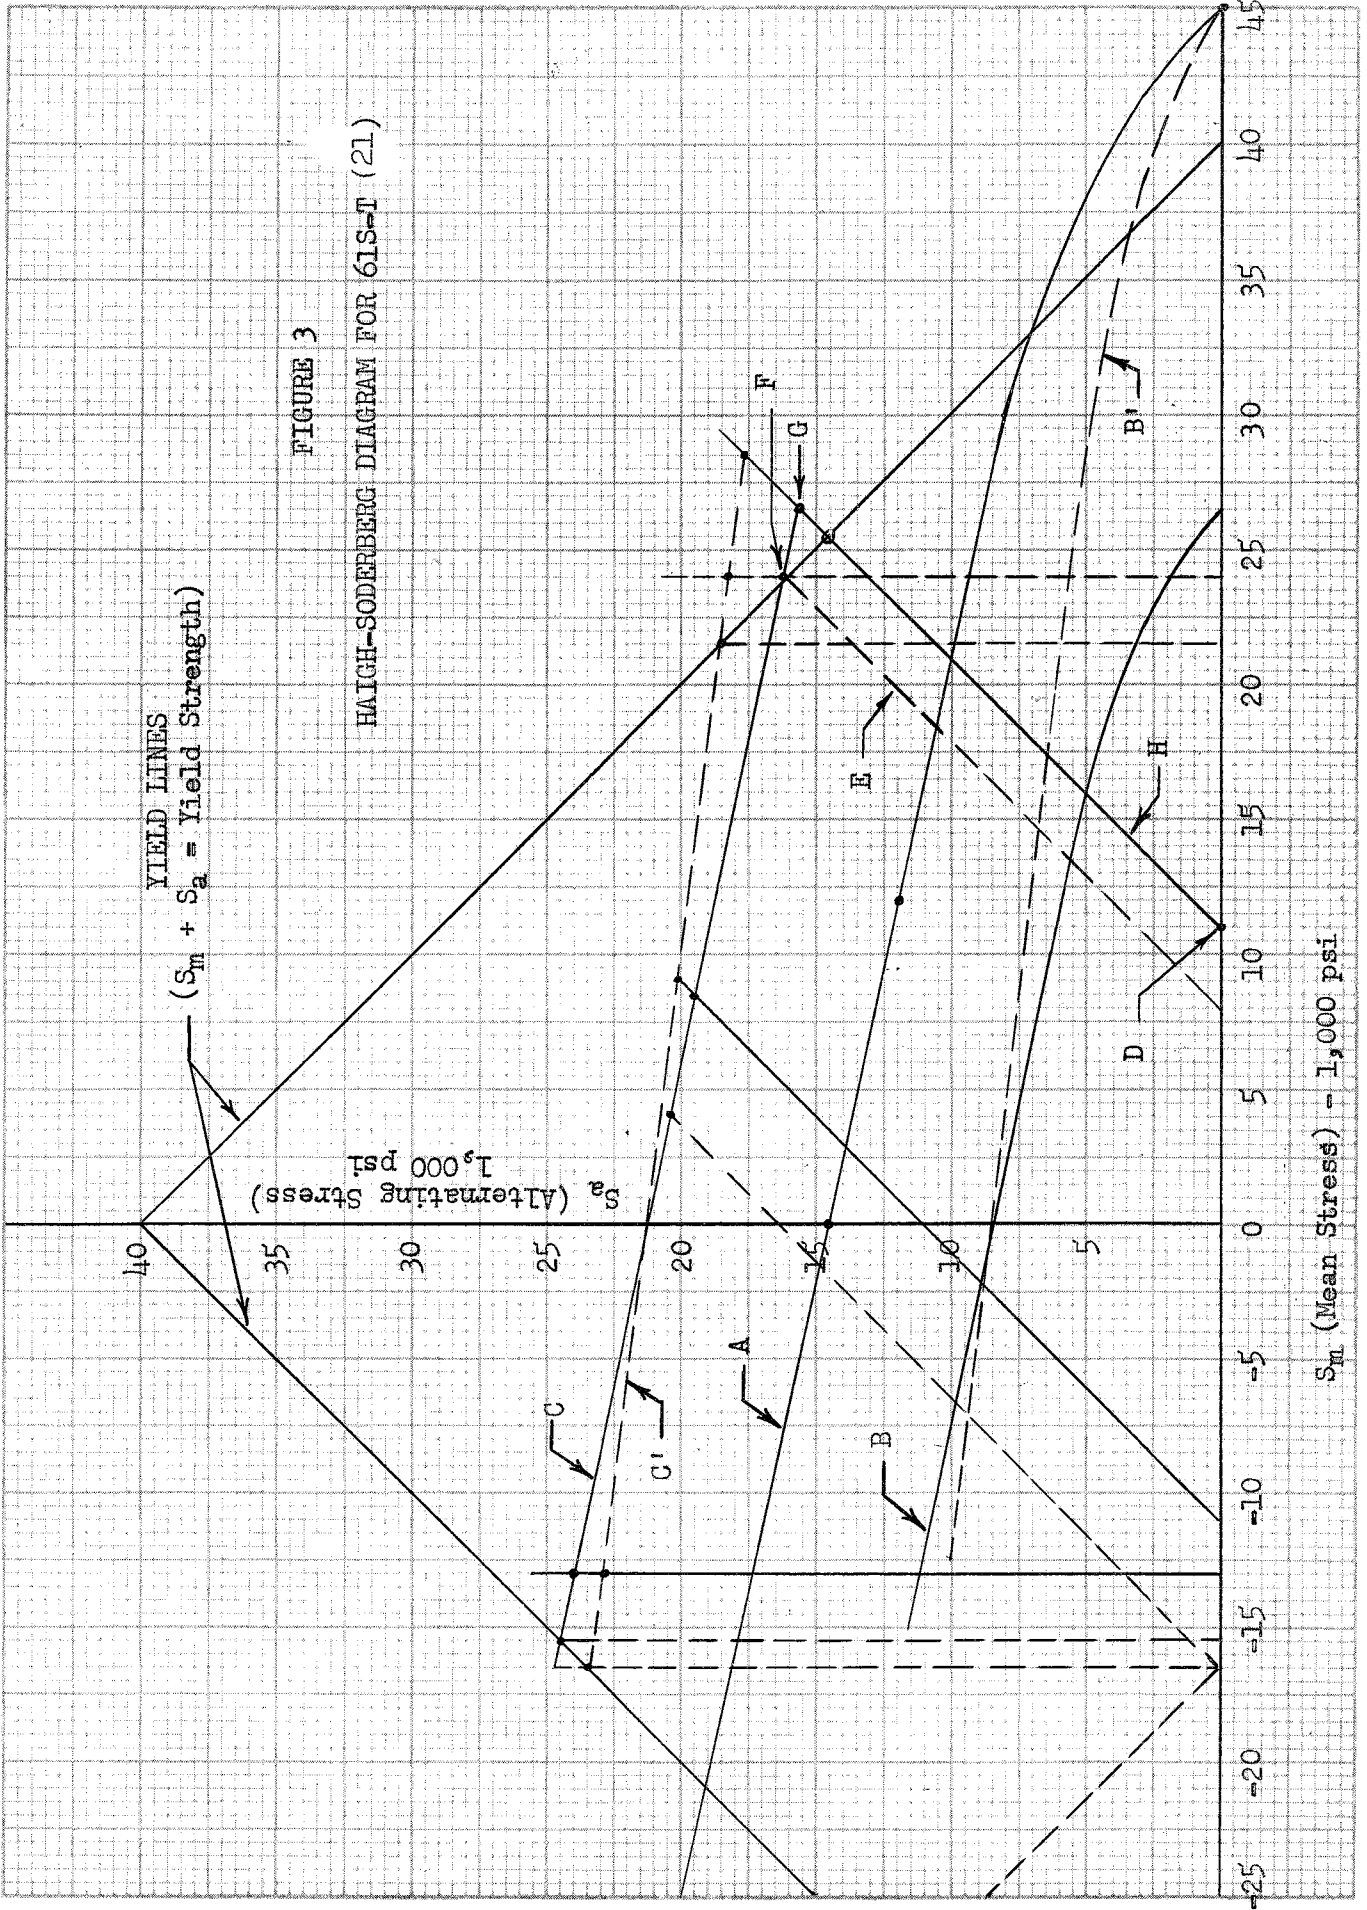 FIGURE 3
HAIGH-SODERBERG DIAGRAM FOR 61S-T (21)
YIELD LINES
(Sm + Sa = Yield Strength)
Sa (Alternating Stress)
1,000 psi
40
35
30
25
20
15
10
5
C
C'
A
B
F
G
E
H
D
B'
-25
-20
-15
-10
-5
0
5
10
15
20
25
30
35
40
45
Sm (Mean Stress) - 1,000 psi